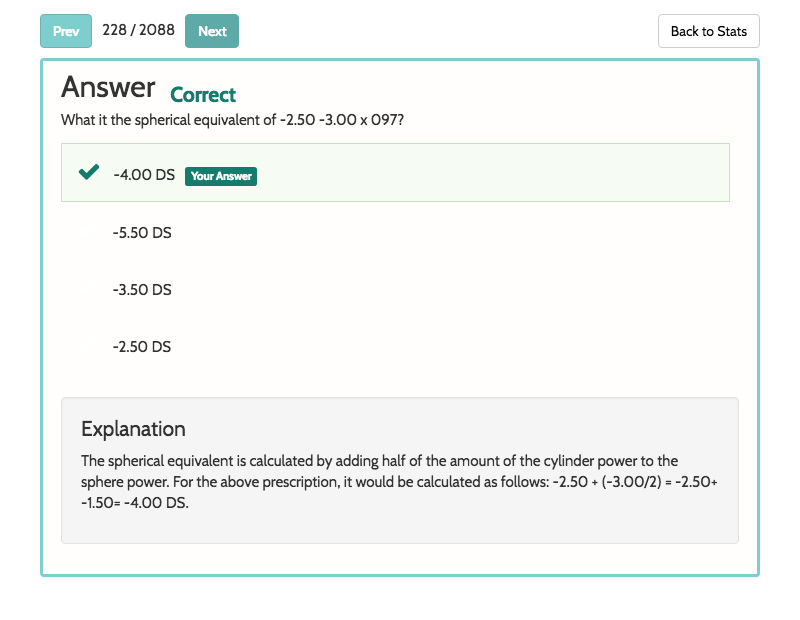 Prev 228 / 2088 Next Back to Stats
Answer Correct
What it the spherical equivalent of -2.50 -3.00 x 097?
-4.00 DS Your Answer
-5.50 DS
-3.50 DS
-2.50 DS
Explanation
The spherical equivalent is calculated by adding half of the amount of the cylinder power to the
sphere power. For the above prescription, it would be calculated as follows: -2.50 + (-3.00/2) = -2.50+
-1.50= -4.00 DS.